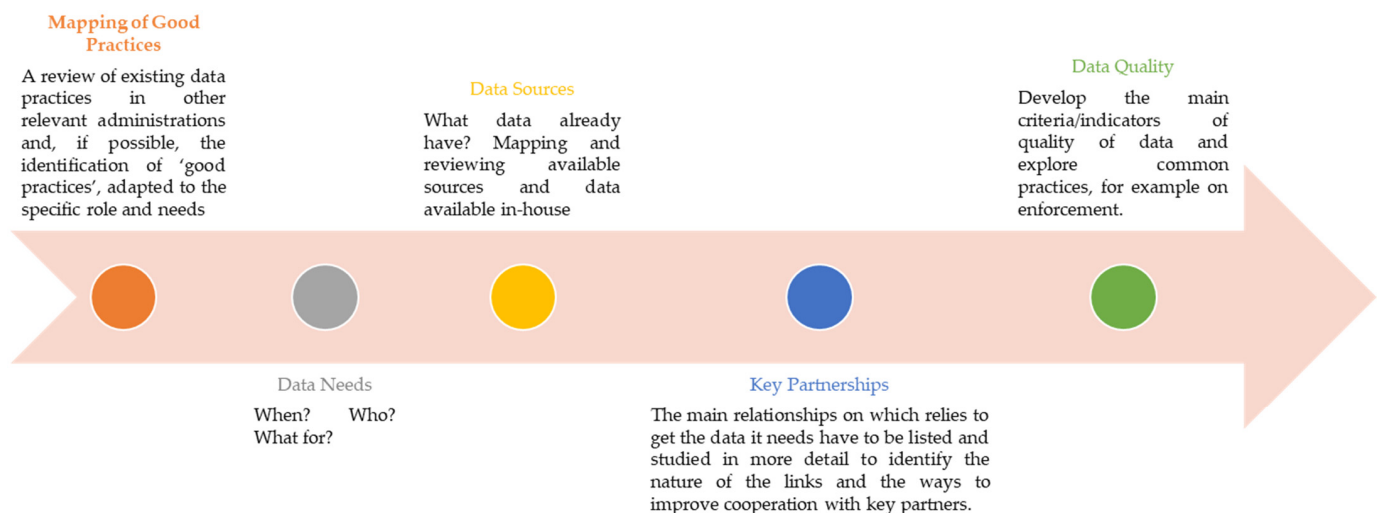 Mapping of Good
Practices
A review of existing data
practices in other
relevant administrations
and, if possible, the
identification of ‘good
practices’, adapted to the
specific role and needs
Data Needs
When? Who?
What for?
Data Sources
What data already
have? Mapping and
reviewing available
sources and data
available in-house
Key Partnerships
The main relationships on which relies to
get the data it needs have to be listed and
studied in more detail to identify the
nature of the links and the ways to
improve cooperation with key partners.
Data Quality
Develop the main
criteria/indicators of
quality of data and
explore common
practices, for example on
enforcement.